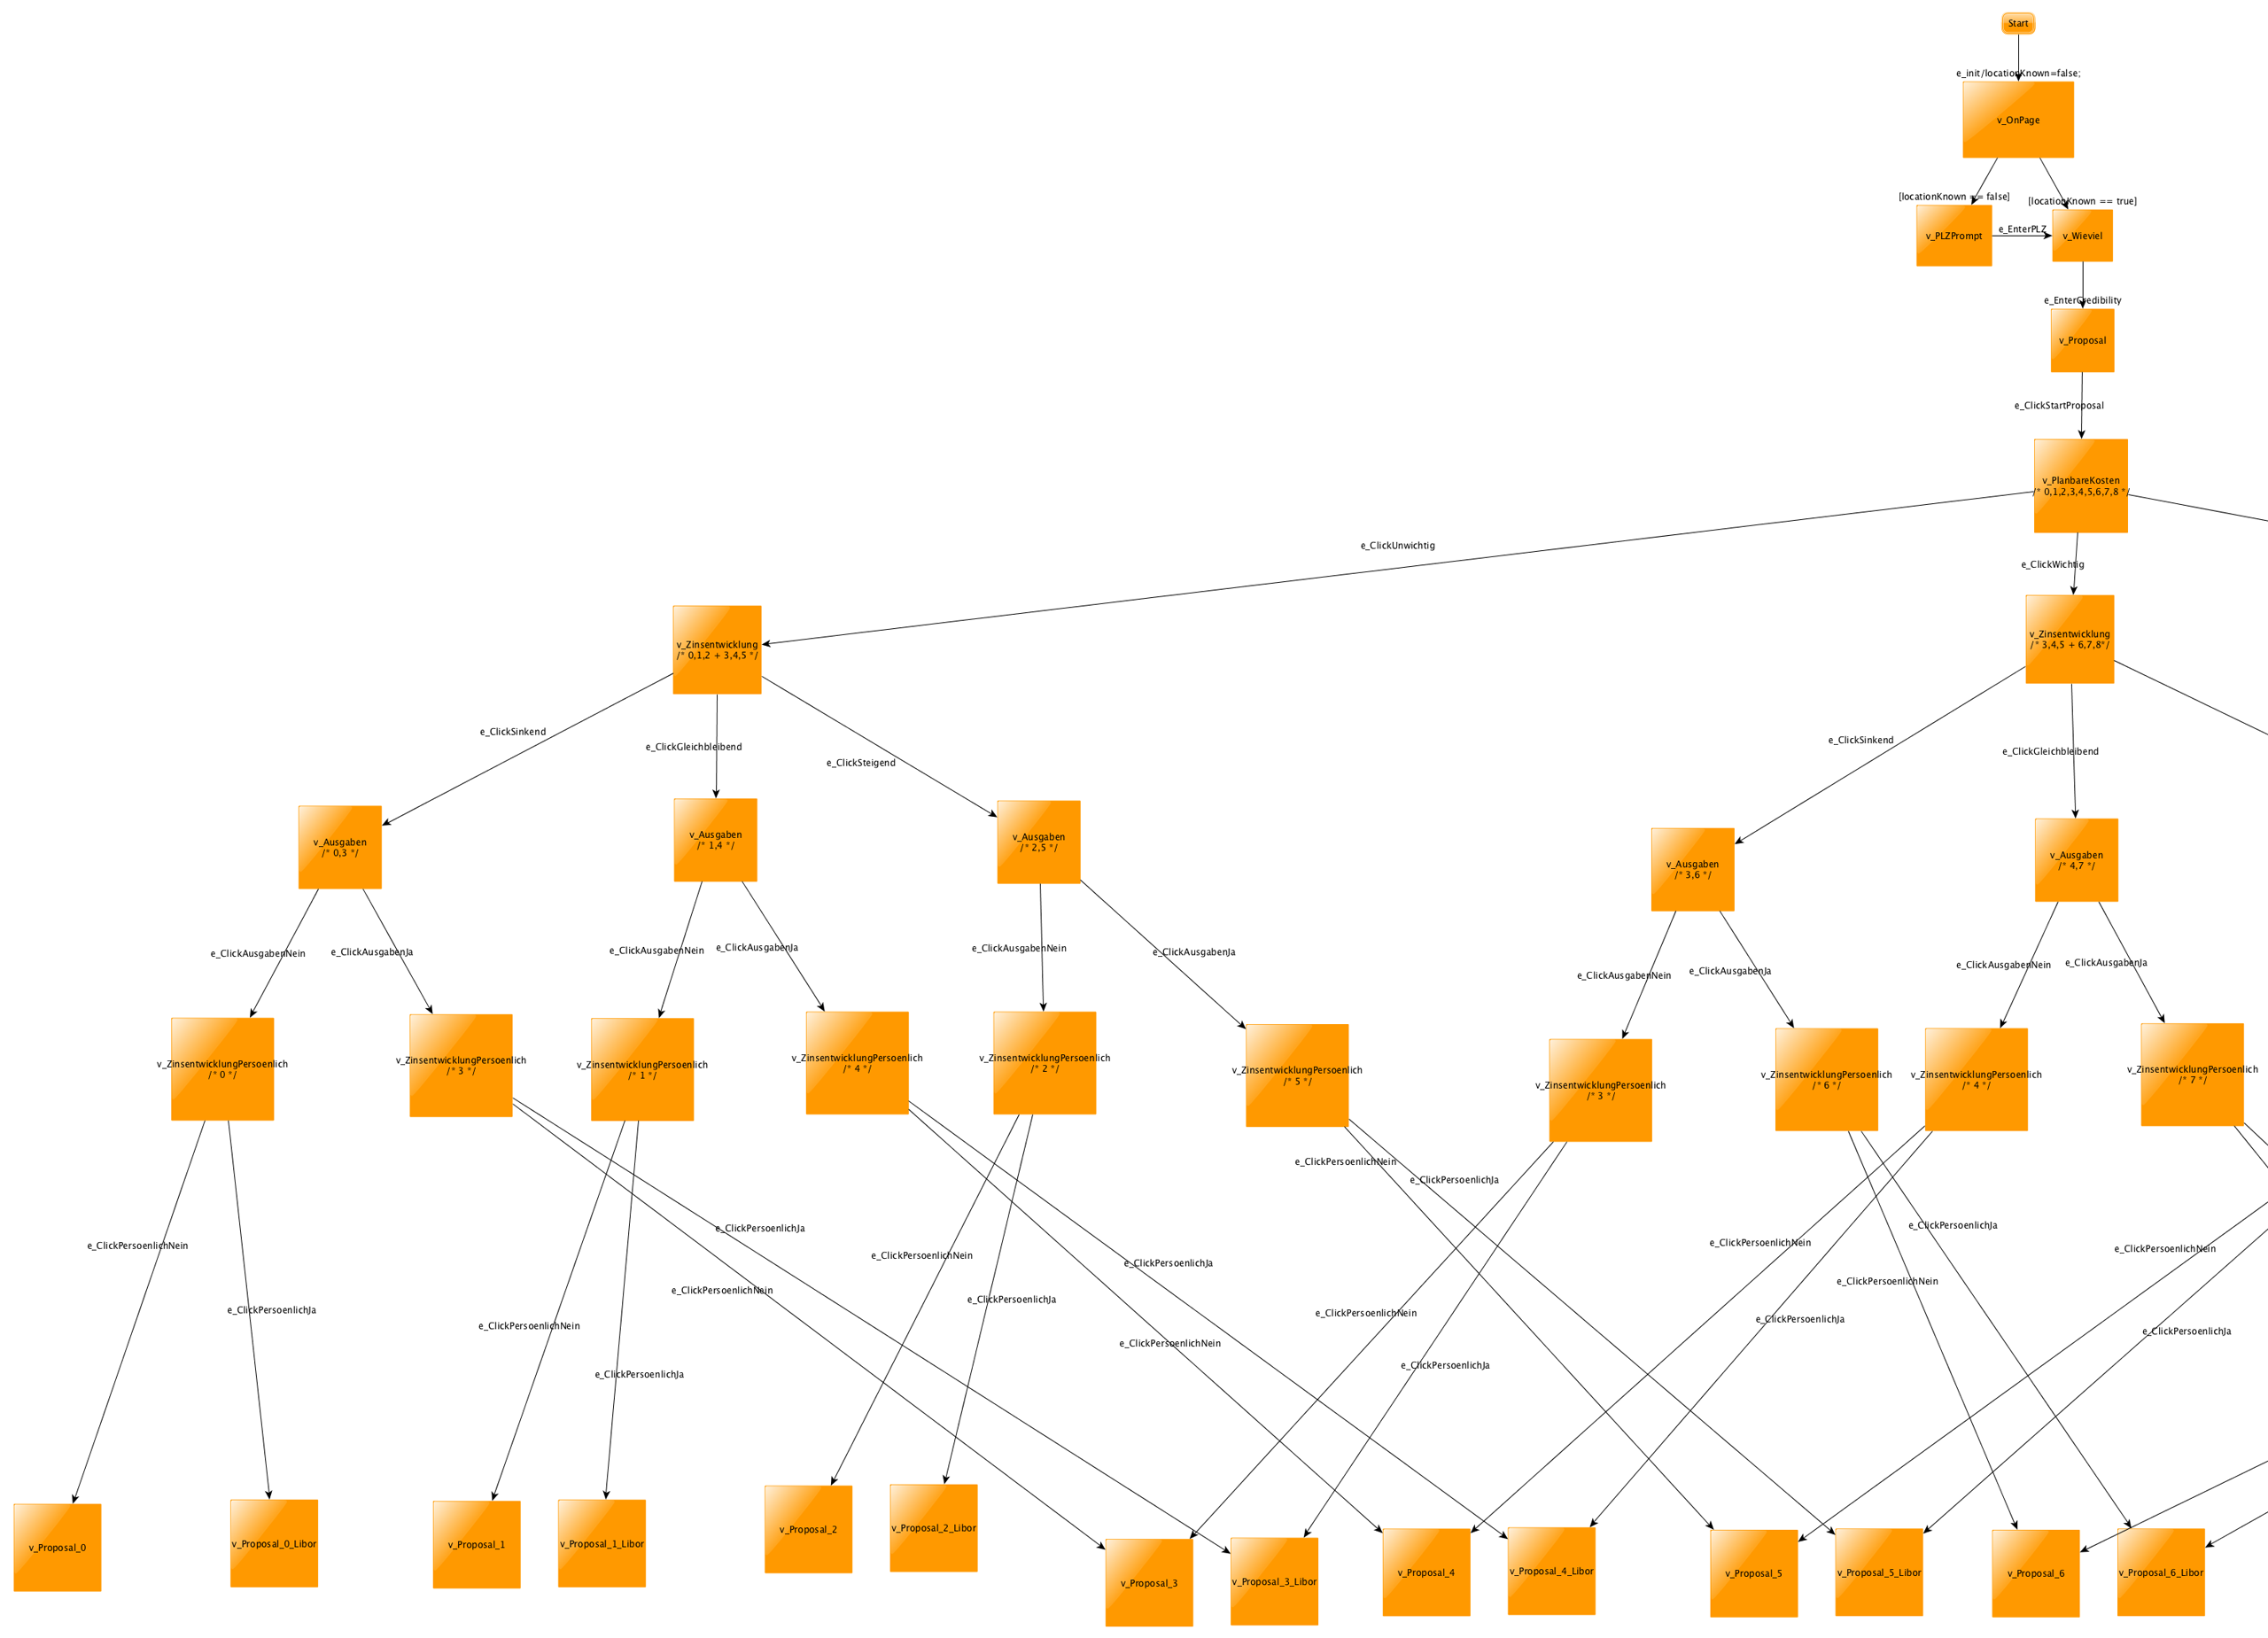 Start
e_init/locationKnown=false;
v_OnPage
[locationKnown == false]
[locationKnown == true]
v_PLZPrompt
e_EnterPLZ
v_Wieviel
e_EnterCredibility
v_Proposal
e_ClickStartProposal
v_PlanbareKosten
/* 0,1,2,3,4,5,6,7,8 */
e_ClickUnwichtig
e_ClickWichtig
v_Zinsentwicklung
/* 0,1,2 + 3,4,5 */
v_Zinsentwicklung
/* 3,4,5 + 6,7,8*/
e_ClickSinkend
e_ClickGleichbleibend
e_ClickSteigend
e_ClickSinkend
e_ClickGleichbleibend
v_Ausgaben
/* 0,3 */
v_Ausgaben
/* 1,4 */
v_Ausgaben
/* 2,5 */
v_Ausgaben
/* 3,6 */
v_Ausgaben
/* 4,7 */
e_ClickAusgabenNein
e_ClickAusgabenJa
e_ClickAusgabenNein
e_ClickAusgabenJa
e_ClickAusgabenNein
e_ClickAusgabenJa
e_ClickAusgabenNein
e_ClickAusgabenJa
e_ClickAusgabenNein
e_ClickAusgabenJa
v_ZinsentwicklungPersoenlich
/* 0 */
v_ZinsentwicklungPersoenlich
/* 3 */
v_ZinsentwicklungPersoenlich
/* 1 */
v_ZinsentwicklungPersoenlich
/* 4 */
v_ZinsentwicklungPersoenlich
/* 2 */
v_ZinsentwicklungPersoenlich
/* 5 */
v_ZinsentwicklungPersoenlich
/* 3 */
v_ZinsentwicklungPersoenlich
/* 6 */
v_ZinsentwicklungPersoenlich
/* 4 */
v_ZinsentwicklungPersoenlich
/* 7 */
e_ClickPersoenlichNein
e_ClickPersoenlichJa
e_ClickPersoenlichJa
e_ClickPersoenlichJa
e_ClickPersoenlichNein
e_ClickPersoenlichNein
e_ClickPersoenlichNein
e_ClickPersoenlichNein
e_ClickPersoenlichJa
e_ClickPersoenlichNein
e_ClickPersoenlichNein
e_ClickPersoenlichJa
e_ClickPersoenlichJa
e_ClickPersoenlichNein
e_ClickPersoenlichNein
e_ClickPersoenlichJa
e_ClickPersoenlichJa
e_ClickPersoenlichNein
e_ClickPersoenlichJa
e_ClickPersoenlichJa
v_Proposal_0
v_Proposal_0_Libor
v_Proposal_1
v_Proposal_1_Libor
v_Proposal_2
v_Proposal_2_Libor
v_Proposal_3
v_Proposal_3_Libor
v_Proposal_4
v_Proposal_4_Libor
v_Proposal_5
v_Proposal_5_Libor
v_Proposal_6
v_Proposal_6_Libor